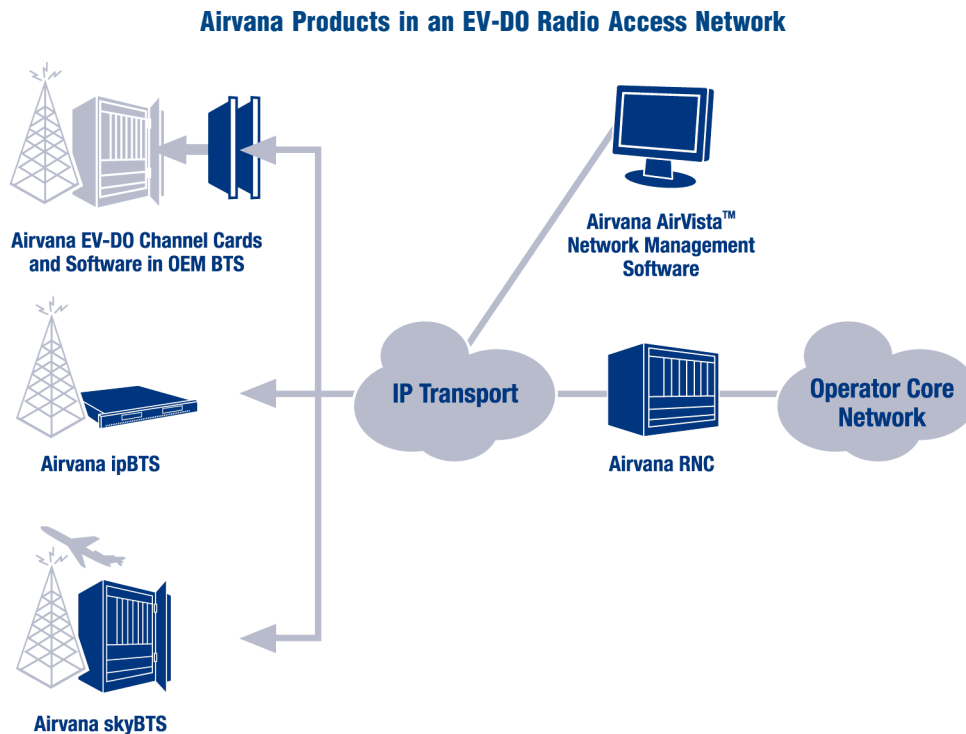 Airvana Products in an EV-DO Radio Access Network
Airvana EV-DO Channel Cards
and Software in OEM BTS
Airvana AirVista™
Network Management
Software
IP Transport
Operator Core
Network
Airvana ipBTS
Airvana RNC
Airvana skyBTS